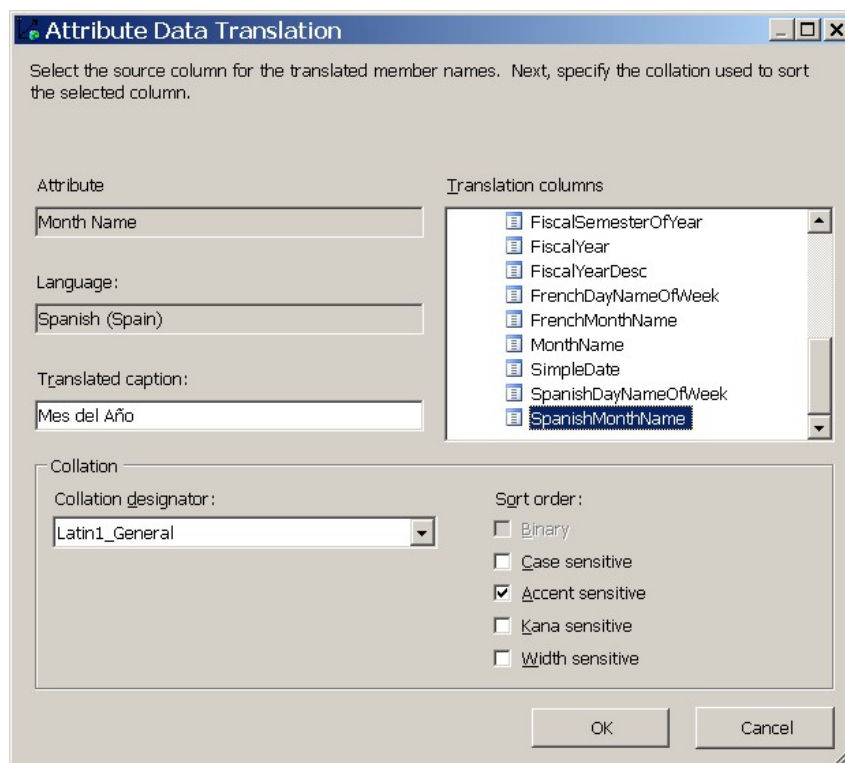 Attribute Data Translation
Select the source column for the translated member names. Next, specify the collation used to sort
the selected column.
Attribute
Month Name
Language:
Spanish (Spain)
Translated caption:
Mes del Año
Translation columns
FiscalSemesterOfYear
FiscalYear
FiscalYearDesc
FrenchDayNameOfWeek
FrenchMonthName
MonthName
SimpleDate
SpanishDayNameOfWeek
SpanishMonthName
Collation
Collation designator:
Latin1_General
Sort order:
Binary
Case sensitive
Accent sensitive
Kana sensitive
Width sensitive
OK
Cancel